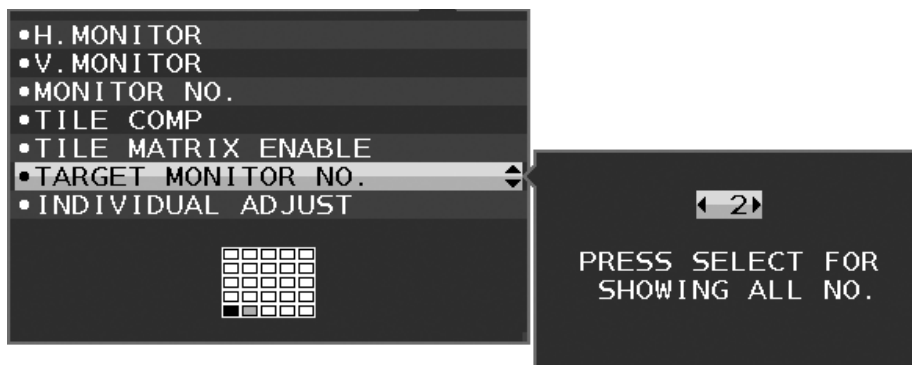 •H.MONITOR
•V.MONITOR
•MONITOR NO.
•TILE COMP
•TILE MATRIX ENABLE
•TARGET MONITOR NO.
•INDIVIDUAL ADJUST
2
PRESS SELECT FOR
SHOWING ALL NO.